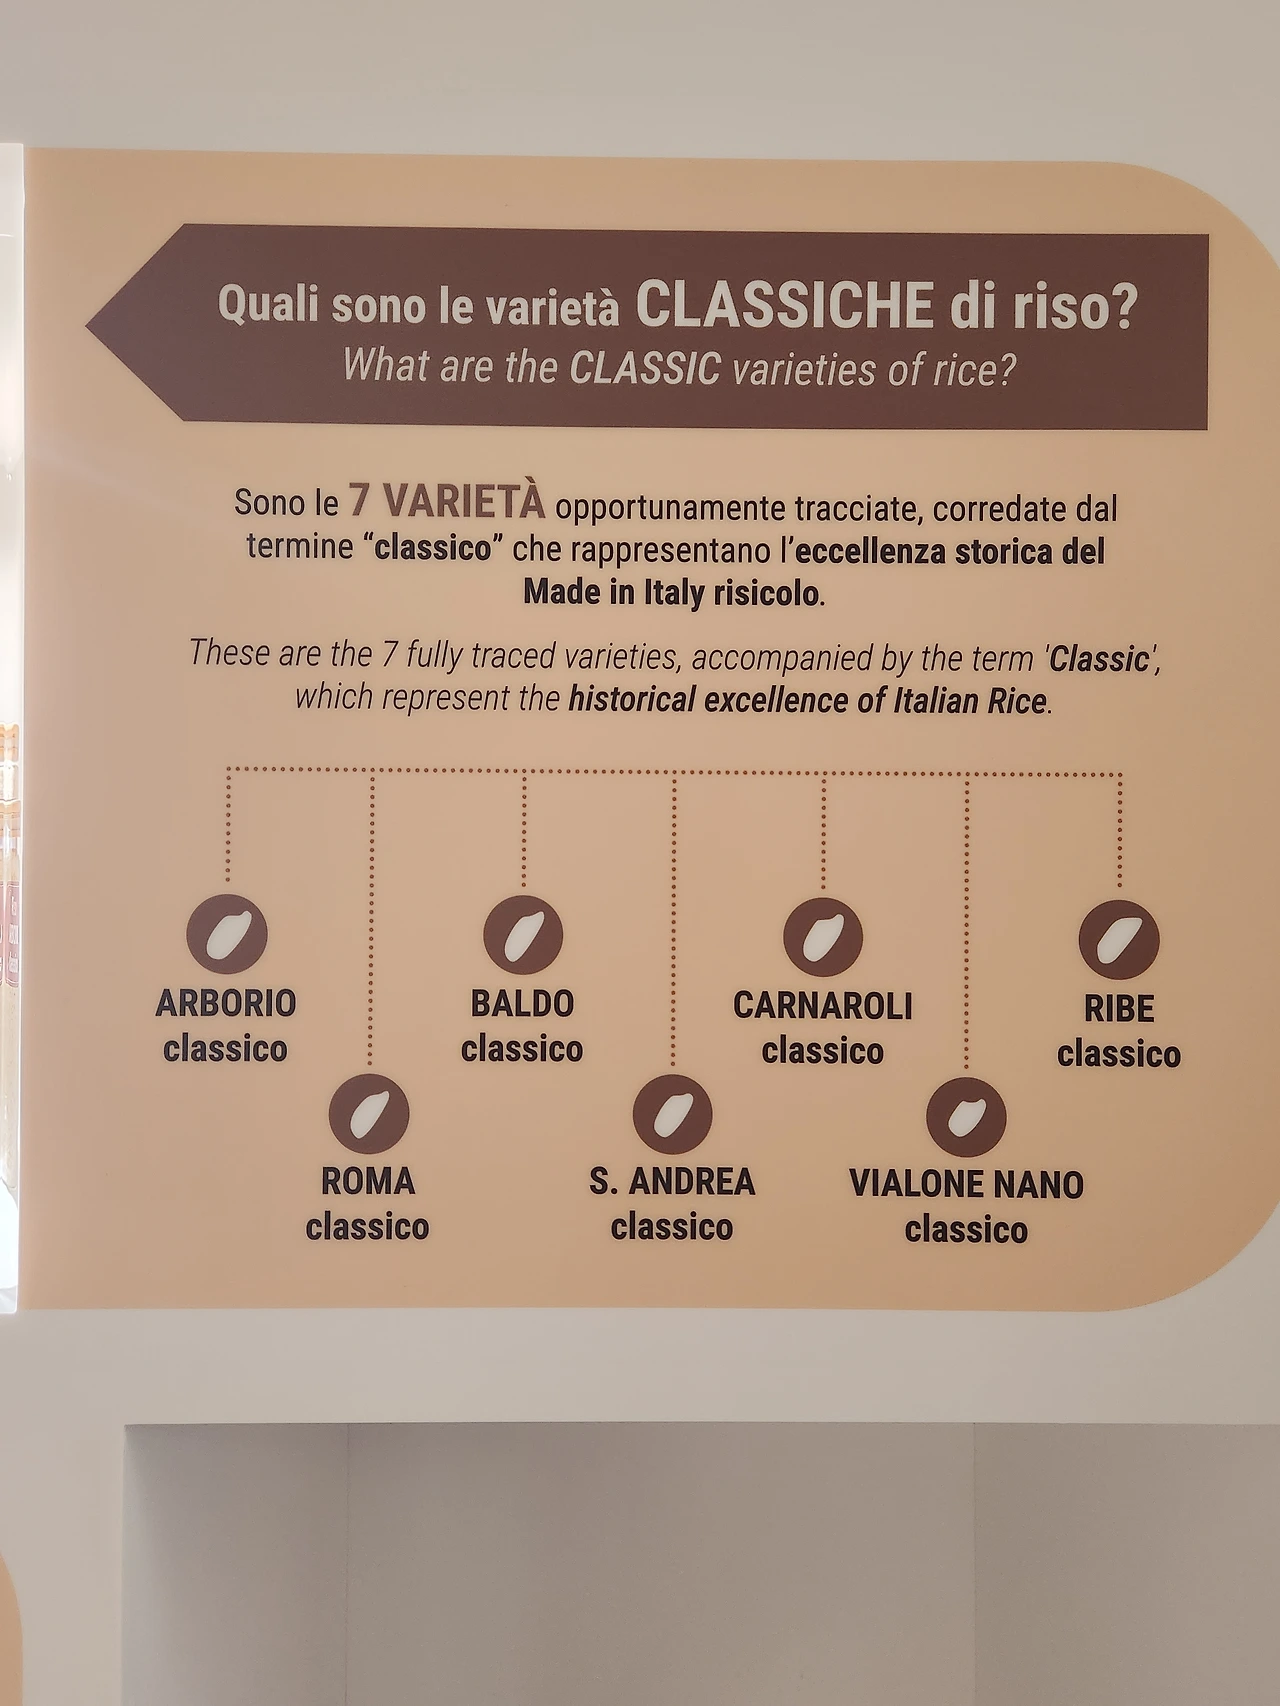 Quali sono le varietà CLASSICHE di riso?
What are the CLASSIC varieties of rice?
Sono le 7 VARIETÀ opportunamente tracciate, corredate dal
termine “classico” che rappresentano l’eccellenza storica del
Made in Italy risicolo.
These are the 7 fully traced varieties, accompanied by the term 'Classic',
which represent the historical excellence of Italian Rice.
ARBORIO
classico
ROMA
classico
BALDO
classico
S. ANDREA
classico
CARNAROLI
classico
VIALONE NANO
classico
RIBE
classico